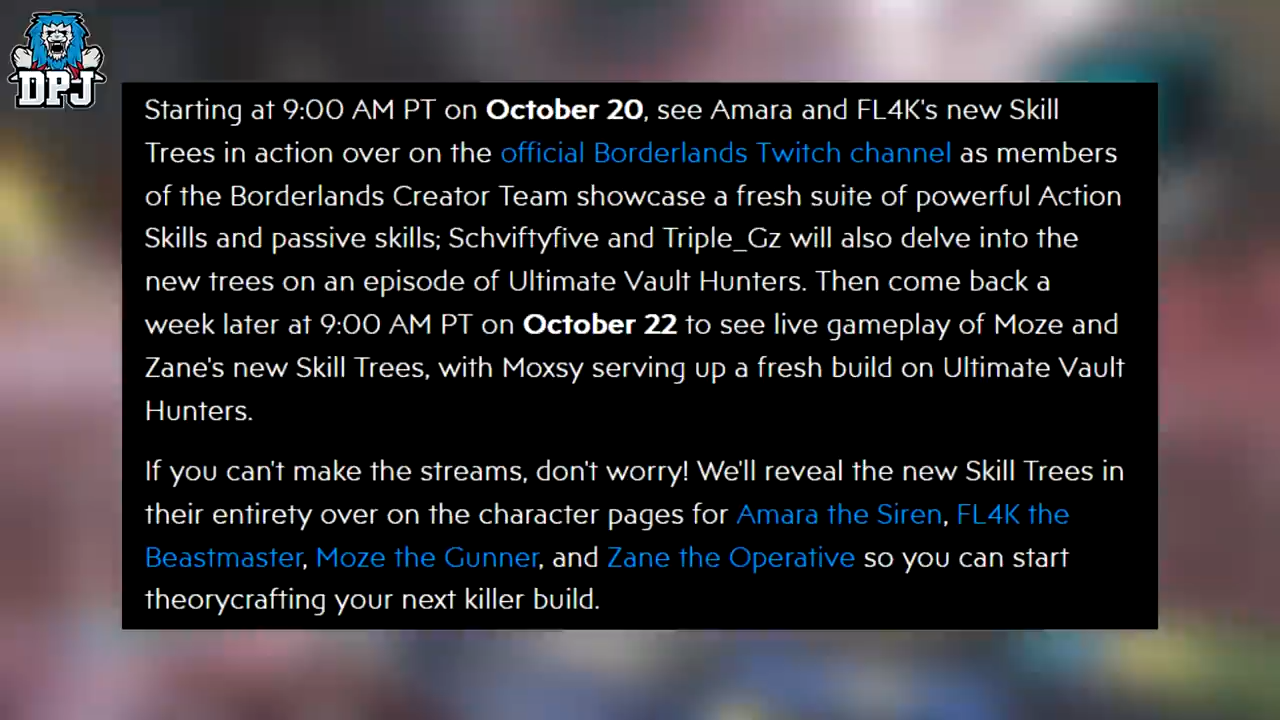 DPJ
Starting at 9:00 AM PT on October 20, see Amara and FL4K's new Skill
Trees in action over on the official Borderlands Twitch channel as members
of the Borderlands Creator Team showcase a fresh suite of powerful Action
Skills and passive skills; Schviftyfive and Triple_Gz will also delve into the
new trees on an episode of Ultimate Vault Hunters. Then come back a
week later at 9:00 AM PT on October 22 to see live gameplay of Moze and
Zane's new Skill Trees, with Moxsy serving up a fresh build on Ultimate Vault
Hunters.
If you can't make the streams, don't worry! We'll reveal the new Skill Trees in
their entirety over on the character pages for Amara the Siren, FL4K the
Beastmaster, Moze the Gunner, and Zane the Operative so you can start
theorycrafting your next killer build.